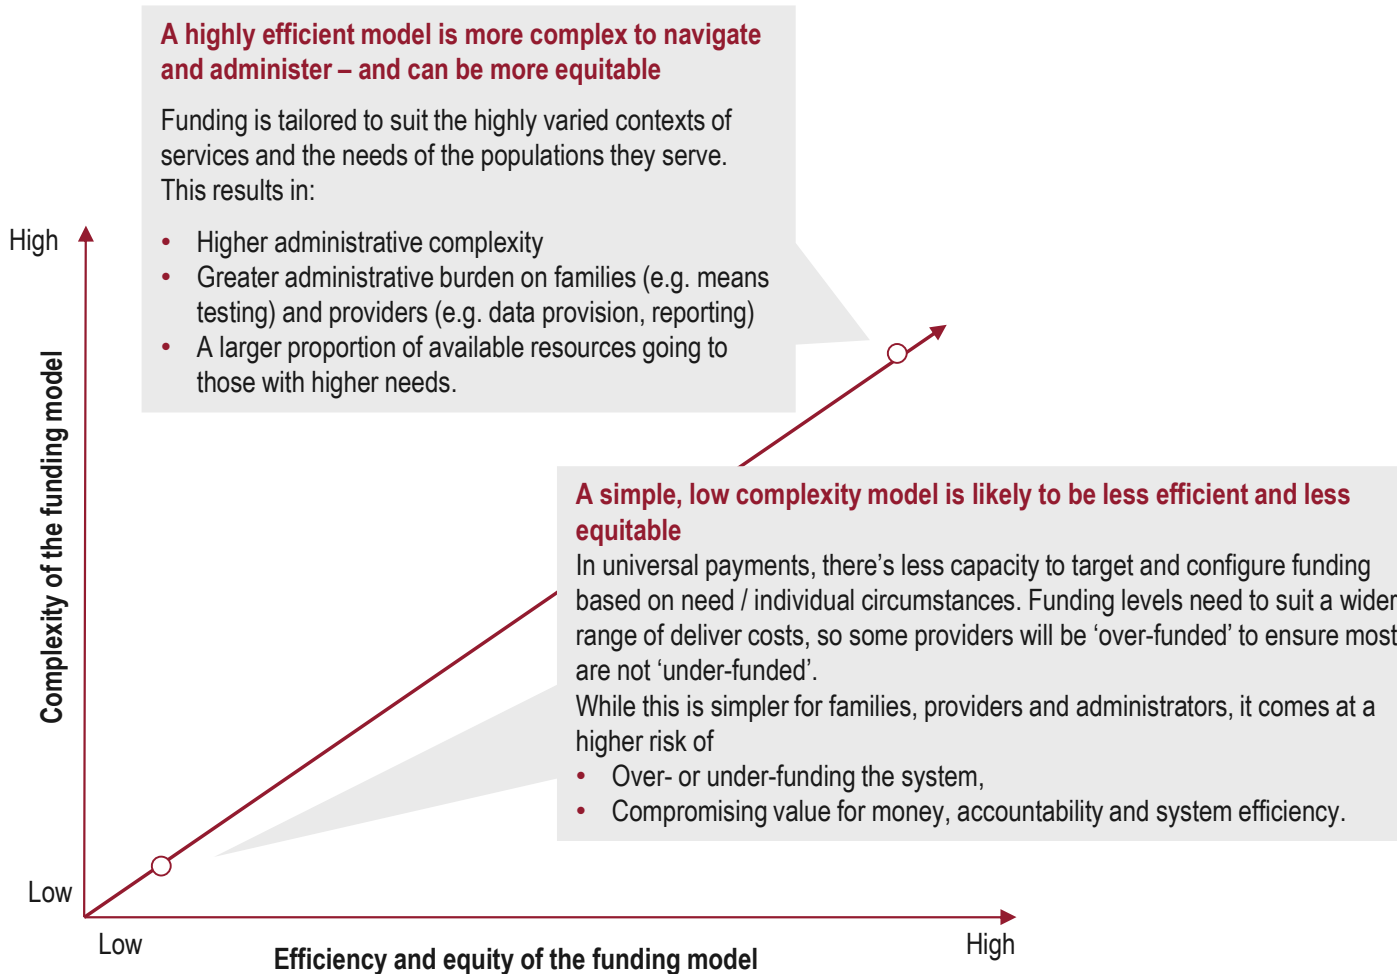 A highly efficient model is more complex to navigate
and administer – and can be more equitable
Funding is tailored to suit the highly varied contexts of
services and the needs of the populations they serve.
This results in:
• Higher administrative complexity
• Greater administrative burden on families (e.g. means
testing) and providers (e.g. data provision, reporting)
• A larger proportion of available resources going to
those with higher needs.
High
Complexity of the funding model
A simple, low complexity model is likely to be less efficient and less
equitable
In universal payments, there’s less capacity to target and configure funding
based on need / individual circumstances. Funding levels need to suit a wider
range of deliver costs, so some providers will be ‘over-funded’ to ensure most
are not ‘under-funded’.
While this is simpler for families, providers and administrators, it comes at a
higher risk of
• Over- or under-funding the system,
• Compromising value for money, accountability and system efficiency.
Low
Low
High
Efficiency and equity of the funding model